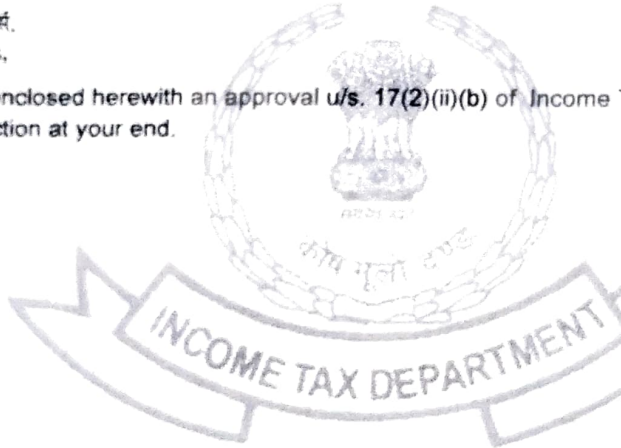 s,
nclosed herewith an approval u/s. 17(2)(ii)(b) of Income T
ction at your end.
कोष मूलो दण्ड
INCOME TAX DEPARTMENT